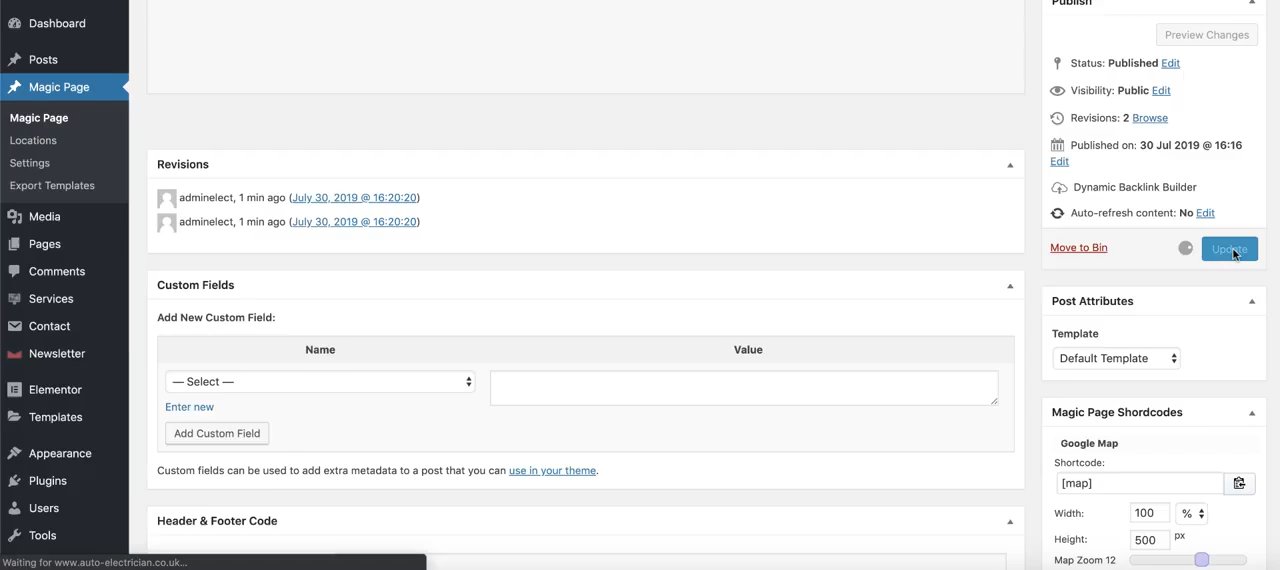 Dashboard
Posts
Magic Page
Magic Page
Locations
Settings
Export Templates
Media
Pages
Comments
Services
Contact
Newsletter
Elementor
Templates
Appearance
Plugins
Users
Tools
Waiting for www.auto-electrician.co.uk...
Revisions
adminelect, 1 min ago (July 30, 2019 @ 16:20:20)
adminelect, 1 min ago (July 30, 2019 @ 16:20:20)
Custom Fields
Add New Custom Field:
Name Value
— Select —
Enter new
Add Custom Field
Custom fields can be used to add extra metadata to a post that you can use in your theme.
Header & Footer Code
Publish
Preview Changes
Status: Published Edit
Visibility: Public Edit
Revisions: 2 Browse
Published on: 30 Jul 2019 @ 16:16
Edit
Dynamic Backlink Builder
Auto-refresh content: No Edit
Move to Bin Update
Post Attributes
Template
Default Template
Magic Page Shordcodes
Google Map
Shortcode:
[map]
Width: 100 %
Height: 500 px
Map Zoom 12